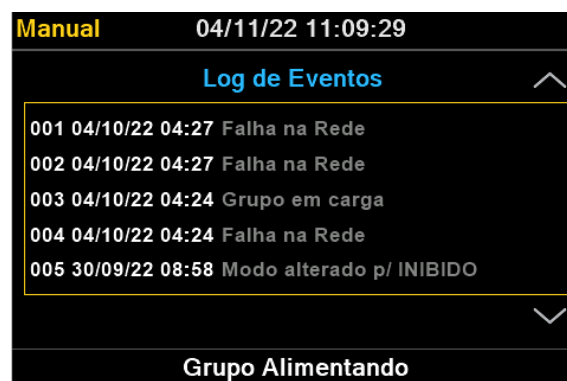 Manual 04/11/22 11:09:29
Log de Eventos
001 04/10/22 04:27 Falha na Rede
002 04/10/22 04:27 Falha na Rede
003 04/10/22 04:24 Grupo em carga
004 04/10/22 04:24 Falha na Rede
005 30/09/22 08:58 Modo alterado p/ INIBIDO
Grupo Alimentando